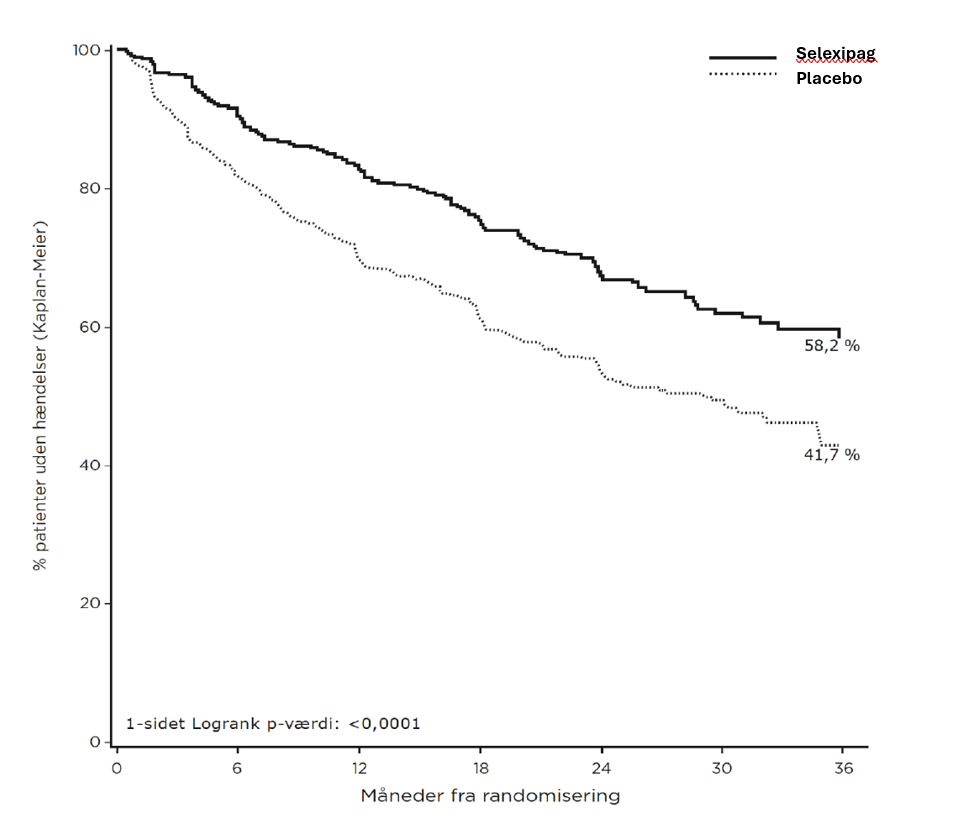 Selexipag
Placebo
% patienter uden hændelser (Kaplan-Meier)
100
80
60
40
20
0
58,2 %
41,7 %
1-sidet Logrank p-værdi: <0,0001
0 6 12 18 24 30 36
Måneder fra randomisering